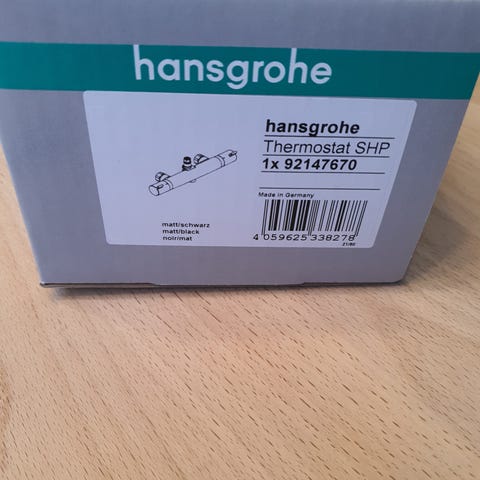 hansgrohe
hansgrohe
Thermostat SHP
1x 92147670
Made in Germany
matt/schwarz
matt/black
noir/mat
4 059625 338278